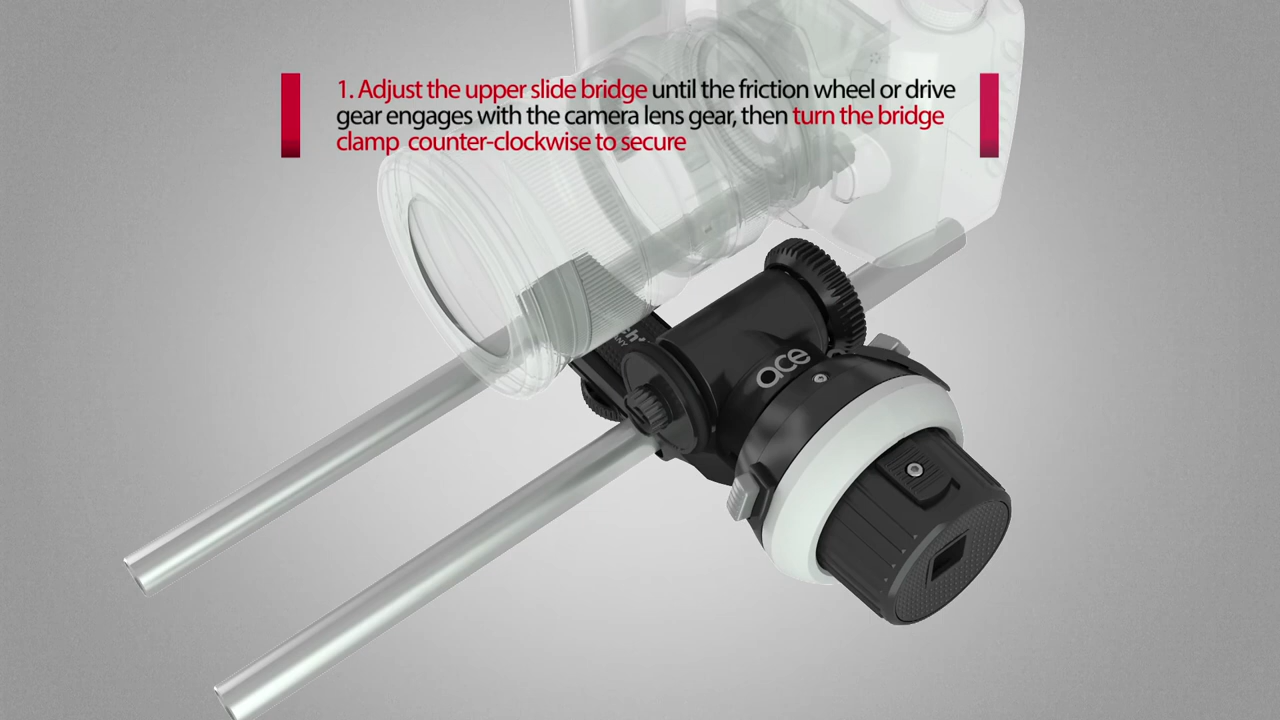 1. Adjust the upper slide bridge until the friction wheel or drive
gear engages with the camera lens gear, then turn the bridge
clamp counter-clockwise to secure
ace